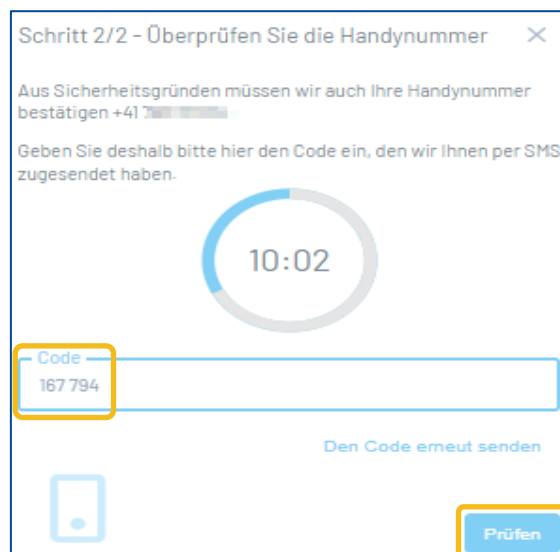 Schritt 2/2 - Überprüfen Sie die Handynummer
Aus Sicherheitsgründen müssen wir auch Ihre Handynummer
bestätigen +41
Geben Sie deshalb bitte hier den Code ein, den wir Ihnen per SMS
zugesendet haben.
10:02
Code
167 794
Den Code erneut senden
Prüfen